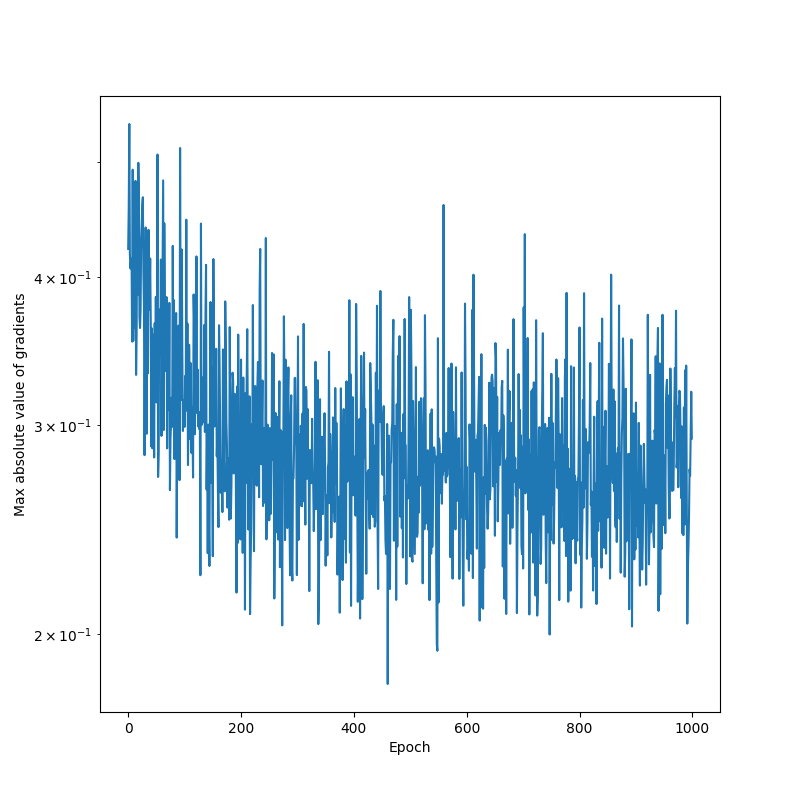 Max absolute value of gradients
4 × 10⁻¹
3 × 10⁻¹
2 × 10⁻¹
0 200 400 600 800 1000
Epoch